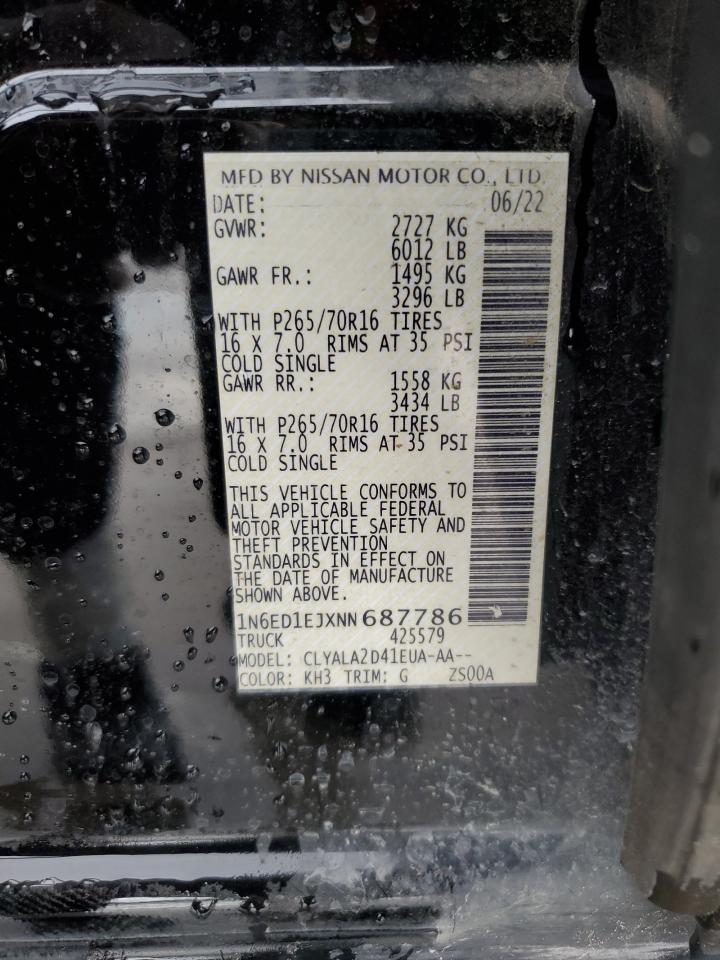 MFD BY NISSAN MOTOR CO., LTD.
DATE: 06/22
GVWR: 2727 KG
6012 LB
GAWR FR.: 1495 KG
3296 LB
WITH P265/70R16 TIRES
16 X 7.0 RIMS AT 35 PSI
COLD SINGLE
GAWR RR.: 1558 KG
3434 LB
WITH P265/70R16 TIRES
16 X 7.0 RIMS AT 35 PSI
COLD SINGLE
THIS VEHICLE CONFORMS TO
ALL APPLICABLE FEDERAL
MOTOR VEHICLE SAFETY AND
THEFT PREVENTION
STANDARDS IN EFFECT ON
THE DATE OF MANUFACTURE
SHOWN ABOVE.
1N6ED1EJXNN687786
TRUCK 425579
MODEL: CLYALA2D41EUA-AA--
COLOR: KH3 TRIM: G ZS00A